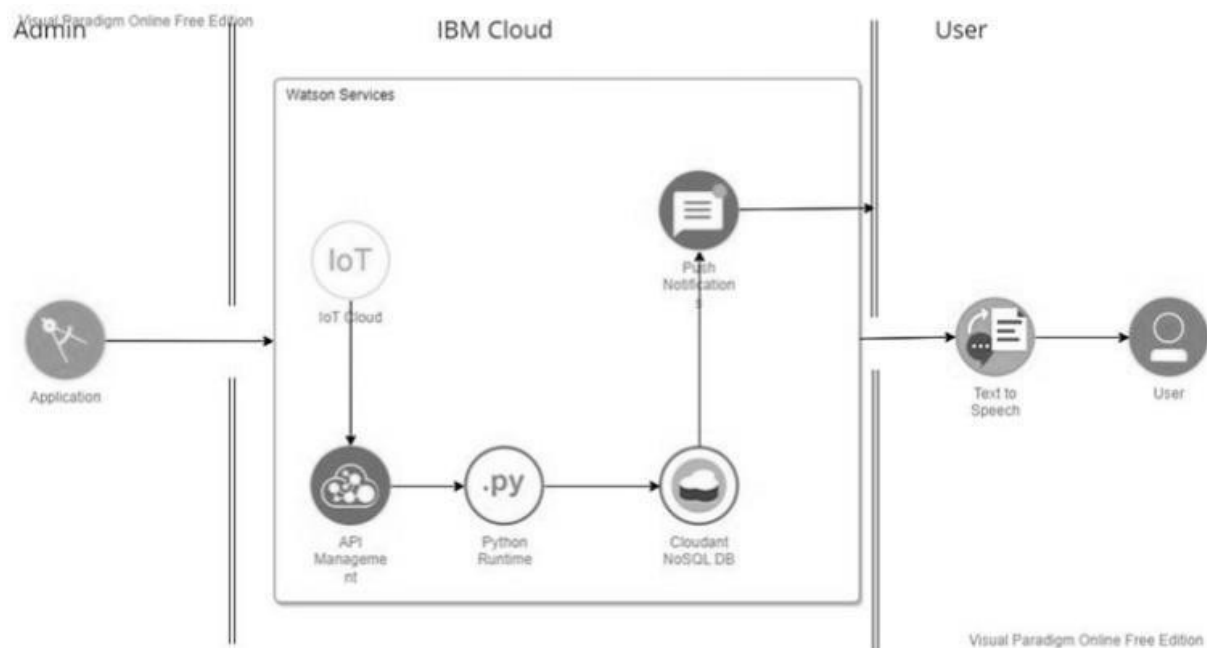 Visual Paradigm Online Free Edition
Admin
IBM Cloud
User
Watson Services
IoT
IoT Cloud
Push
Notification
s
Application
Text to
Speech
User
.py
API
Manageme
nt
Python
Runtime
Cloudant
NoSQL DB
Visual Paradigm Online Free Edition